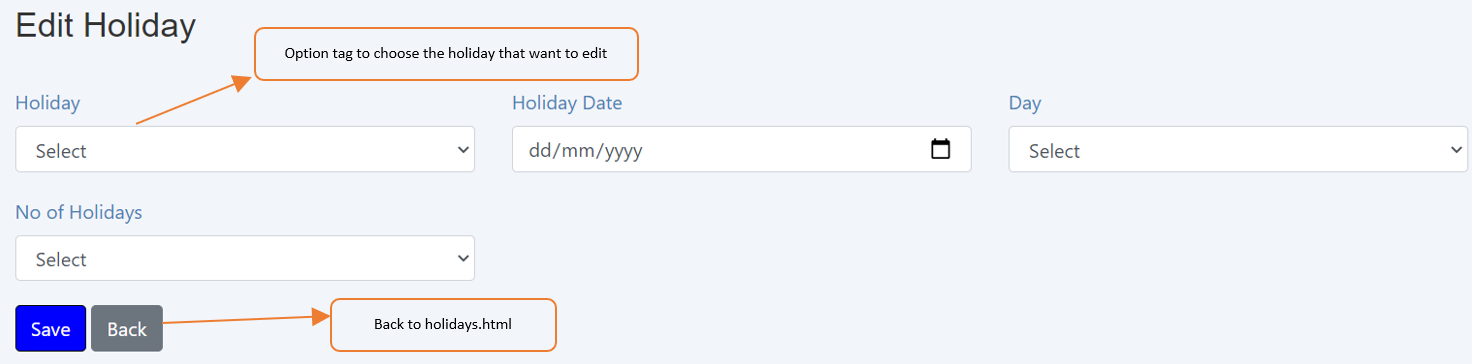 Edit Holiday
Option tag to choose the holiday that want to edit
Holiday
Holiday Date
Day
Select
dd/mm/yyyy
Select
No of Holidays
Select
Save
Back
Back to holidays.html